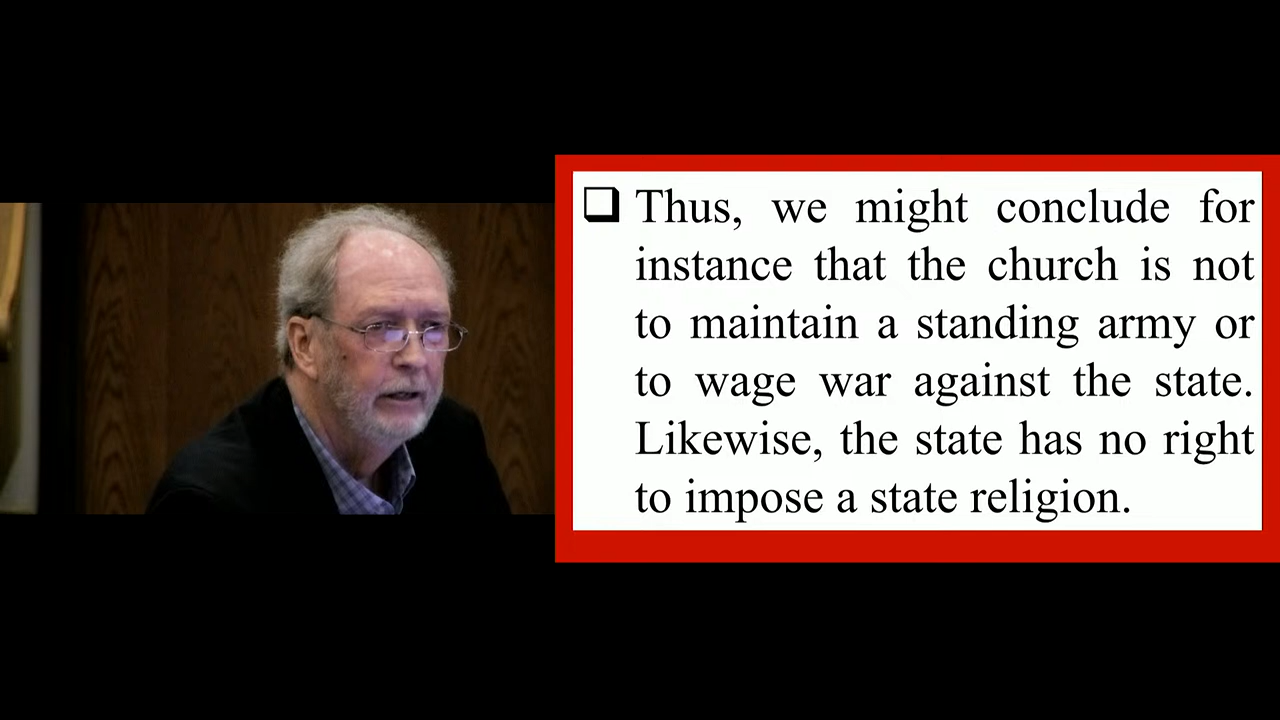 ❑ Thus, we might conclude for
instance that the church is not
to maintain a standing army or
to wage war against the state.
Likewise, the state has no right
to impose a state religion.